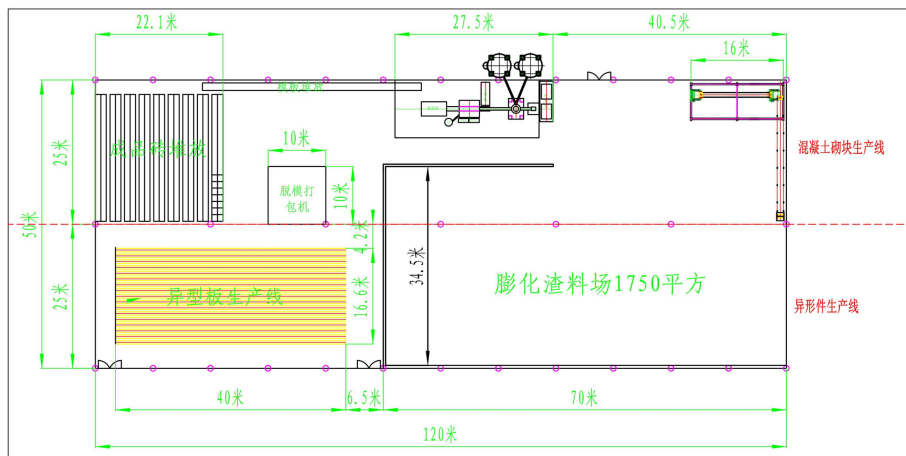 22.1米
27.5米
40.5米
16米
模板堆放
成品砖堆放
25米
10米
脱模打
包机
10米
混凝土砌块生产线
50米
4.2米
34.5米
膨化渣料场1750平方
25米
异型板生产线
16.6米
异形件生产线
40米
6.5米
70米
120米